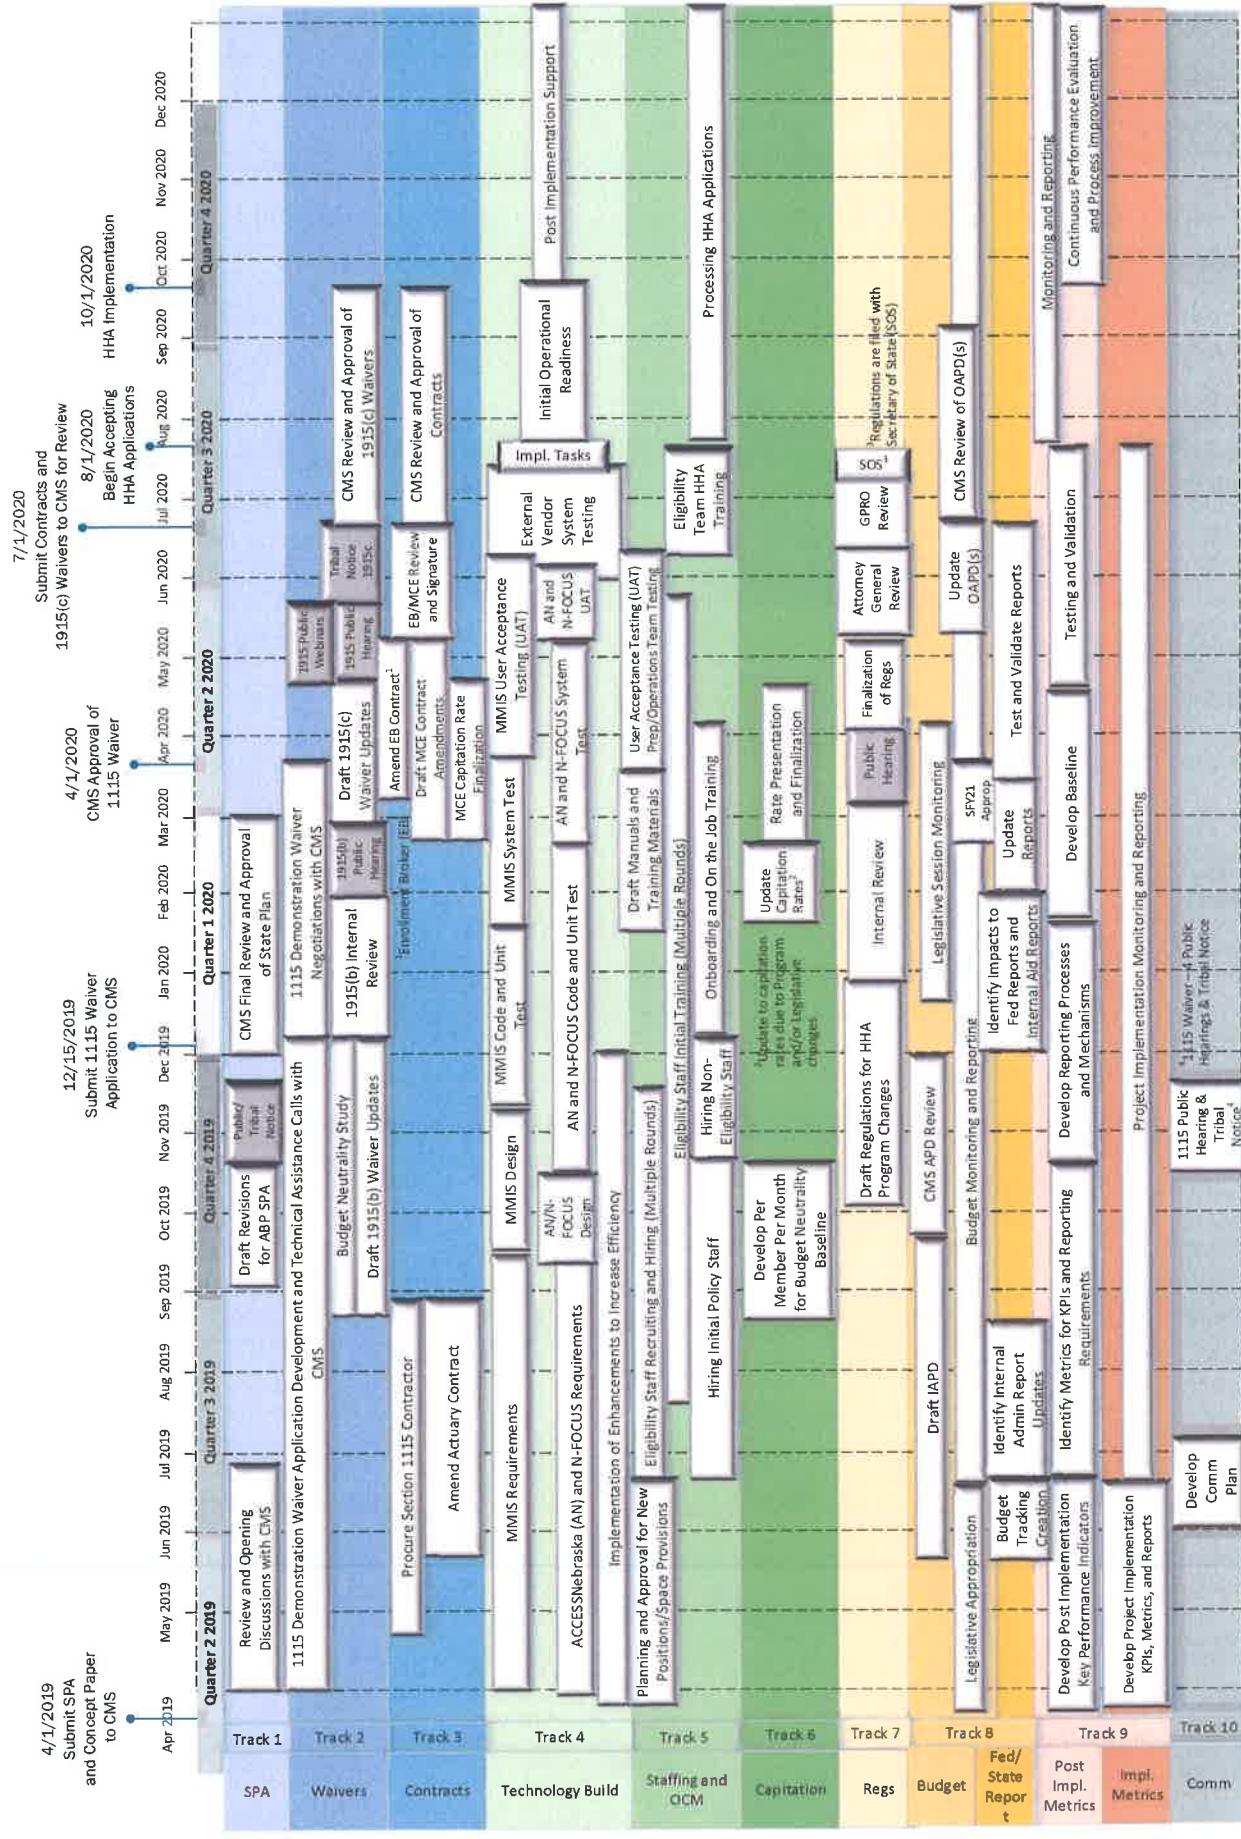 4/1/2019
Submit SPA
and Concept Paper
to CMS
12/15/2019
Submit 1115 Waiver
Application to CMS
4/1/2020
CMS Approval of
1115 Waiver
7/1/2020
Submit Contracts and
1915(c) Waivers to CMS for Review
8/1/2020
Begin Accepting
HHA Applications
10/1/2020
HHA Implementation
Apr 2019
May 2019
Jun 2019
Jul 2019
Aug 2019
Sep 2019
Oct 2019
Nov 2019
Dec 2019
Jan 2020
Feb 2020
Mar 2020
Apr 2020
May 2020
Jun 2020
Jul 2020
Aug 2020
Sep 2020
Oct 2020
Nov 2020
Dec 2020
Quarter 2 2019
Quarter 3 2019
Quarter 4 2019
Quarter 1 2020
Quarter 2 2020
Quarter 3 2020
Quarter 4 2020
SPA
Track 1
Review and Opening
Discussions with CMS
Draft Revisions
for ABP SPA
Public/
Tribal
Notice
CMS Final Review and Approval
of State Plan
Waivers
Track 2
1115 Demonstration Waiver Application Development and Technical Assistance Calls with
CMS
1115 Demonstration Waiver
Negotiations with CMS
1915 Public
Webinars
Budget Neutrality Study
Draft 1915(b) Waiver Updates
1915(b) Internal
Review
1915(b)
Public
Hearing
Draft 1915(c)
Waiver Updates
1915 Public
Hearing
Tribal
Notice
1915c
CMS Review and Approval of
1915(c) Waivers
Contracts
Track 3
Procure Section 1115 Contractor
Amend Actuary Contract
¹Enrollment Broker (EB)
Amend EB Contract¹
Draft MCE Contract
Amendments
MCE Capitation Rate
Finalization
EB/MCE Review
and Signature
CMS Review and Approval of
Contracts
Technology Build
Track 4
MMIS Requirements
MMIS Design
MMIS Code and Unit
Test
MMIS System Test
MMIS User Acceptance
Testing (UAT)
External
Vendor
System
Testing
Impl. Tasks
Initial Operational
Readiness
Post Implementation Support
ACCESSNebraska (AN) and N-FOCUS Requirements
AN/N-
FOCUS
Design
AN and N-FOCUS Code and Unit Test
AN and N-FOCUS System
Test
AN and
N-FOCUS
UAT
Implementation of Enhancements to Increase Efficiency
Staffing and
OCM
Track 5
Planning and Approval for New
Positions/Space Provisions
Eligibility Staff Recruiting and Hiring (Multiple Rounds)
Draft Manuals and
Training Materials
User Acceptance Testing (UAT)
Prep/Operations Team Testing
Eligibility Staff Initial Training (Multiple Rounds)
Hiring Initial Policy Staff
Hiring Non-
Eligibility Staff
Onboarding and On the Job Training
Eligibility
Team HHA
Training
Processing HHA Applications
Capitation
Track 6
Develop Per
Member Per Month
for Budget Neutrality
Baseline
²Update to capitation
rates due to Program
and/or Legislative
changes
Update
Capitation
Rates²
Rate Presentation
and Finalization
Regs
Track 7
Draft Regulations for HHA
Program Changes
Internal Review
Public
Hearing
Finalization
of Regs
Attorney
General
Review
GPRO
Review
SOS³
³Regulations are filed with
Secretary of State (SOS)
Budget
Track 8
Draft IAPD
CMS APD Review
Legislative Session Monitoring
Update
OAPD(s)
CMS Review of OAPD(s)
Legislative Appropriation
Budget Monitoring and Reporting
SFY21
Approp
Fed/
State
Repor
t
Budget
Tracking
Creation
Identify Internal
Admin Report
Updates
Identify Impacts to
Fed Reports and
Internal Aid Reports
Update
Reports
Test and Validate Reports
Post
Impl.
Metrics
Track 9
Develop Post Implementation
Key Performance Indicators
Identify Metrics for KPIs and Reporting
Requirements
Develop Reporting Processes
and Mechanisms
Develop Baseline
Testing and Validation
Monitoring and Reporting
Continuous Performance Evaluation
and Process Improvement
Impl.
Metrics
Develop Project Implementation
KPIs, Metrics, and Reports
Project Implementation Monitoring and Reporting
Comm
Track 10
Develop
Comm
Plan
1115 Public
Hearing &
Tribal
Notice⁴
⁴1115 Waiver – 4 Public
Hearings & Tribal Notice